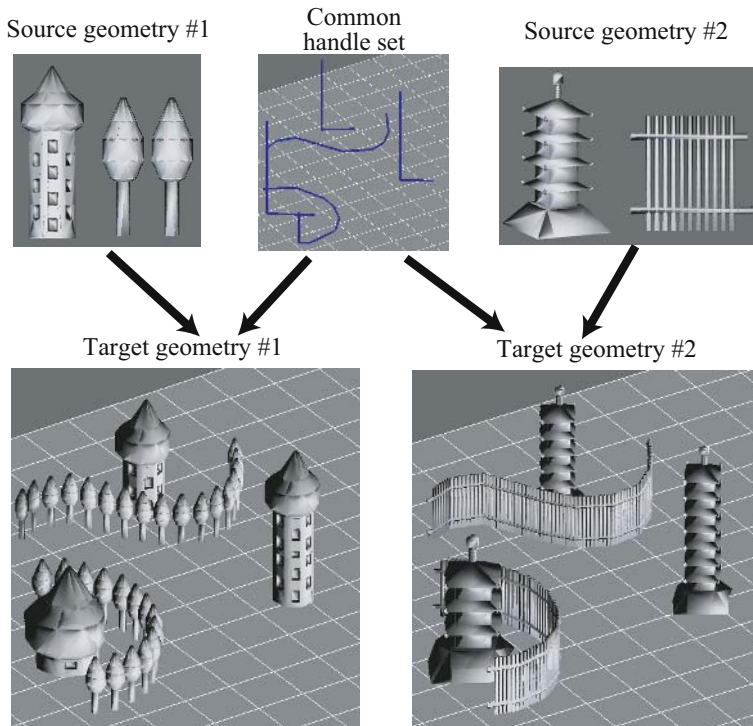 Source geometry #1
Common
handle set
Source geometry #2
Target geometry #1
Target geometry #2